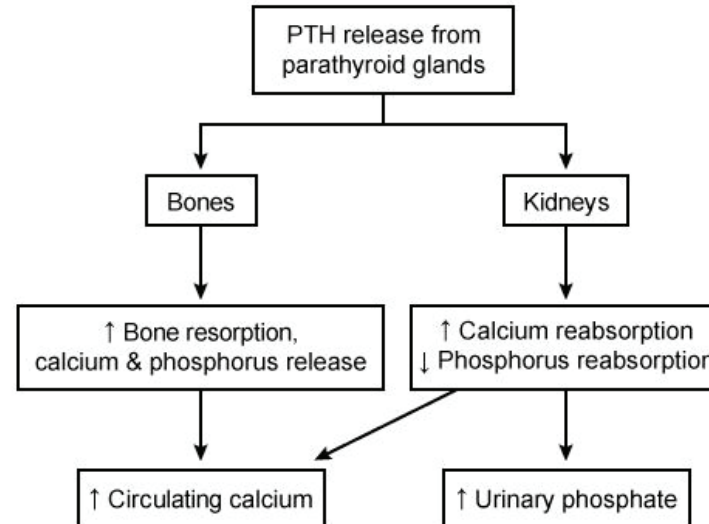 PTH release from
parathyroid glands
Bones
Kidneys
↑ Bone resorption,
calcium & phosphorus release
↑ Calcium reabsorption
↓ Phosphorus reabsorption
↑ Circulating calcium
↑ Urinary phosphate